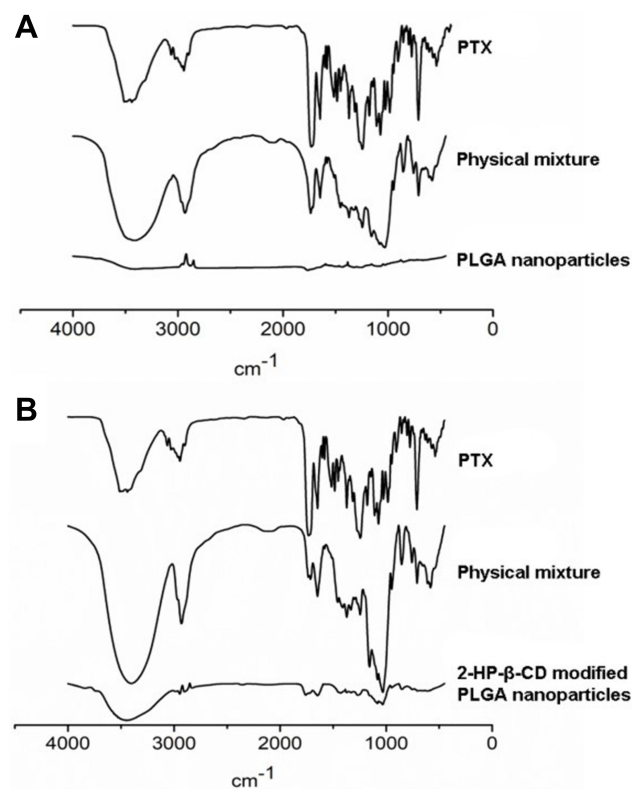 A
PTX
Physical mixture
PLGA nanoparticles
4000 3000 2000 1000 0
cm-1
B
PTX
Physical mixture
2-HP-β-CD modified
PLGA nanoparticles
4000 3000 2000 1000 0
cm-1